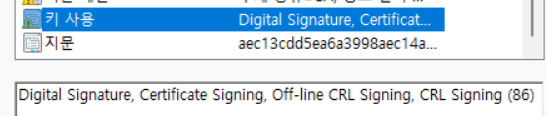 키 사용 Digital Signature, Certificat...
지문 aec13cdd5ea6a3998aec14a...
Digital Signature, Certificate Signing, Off-line CRL Signing, CRL Signing (86)